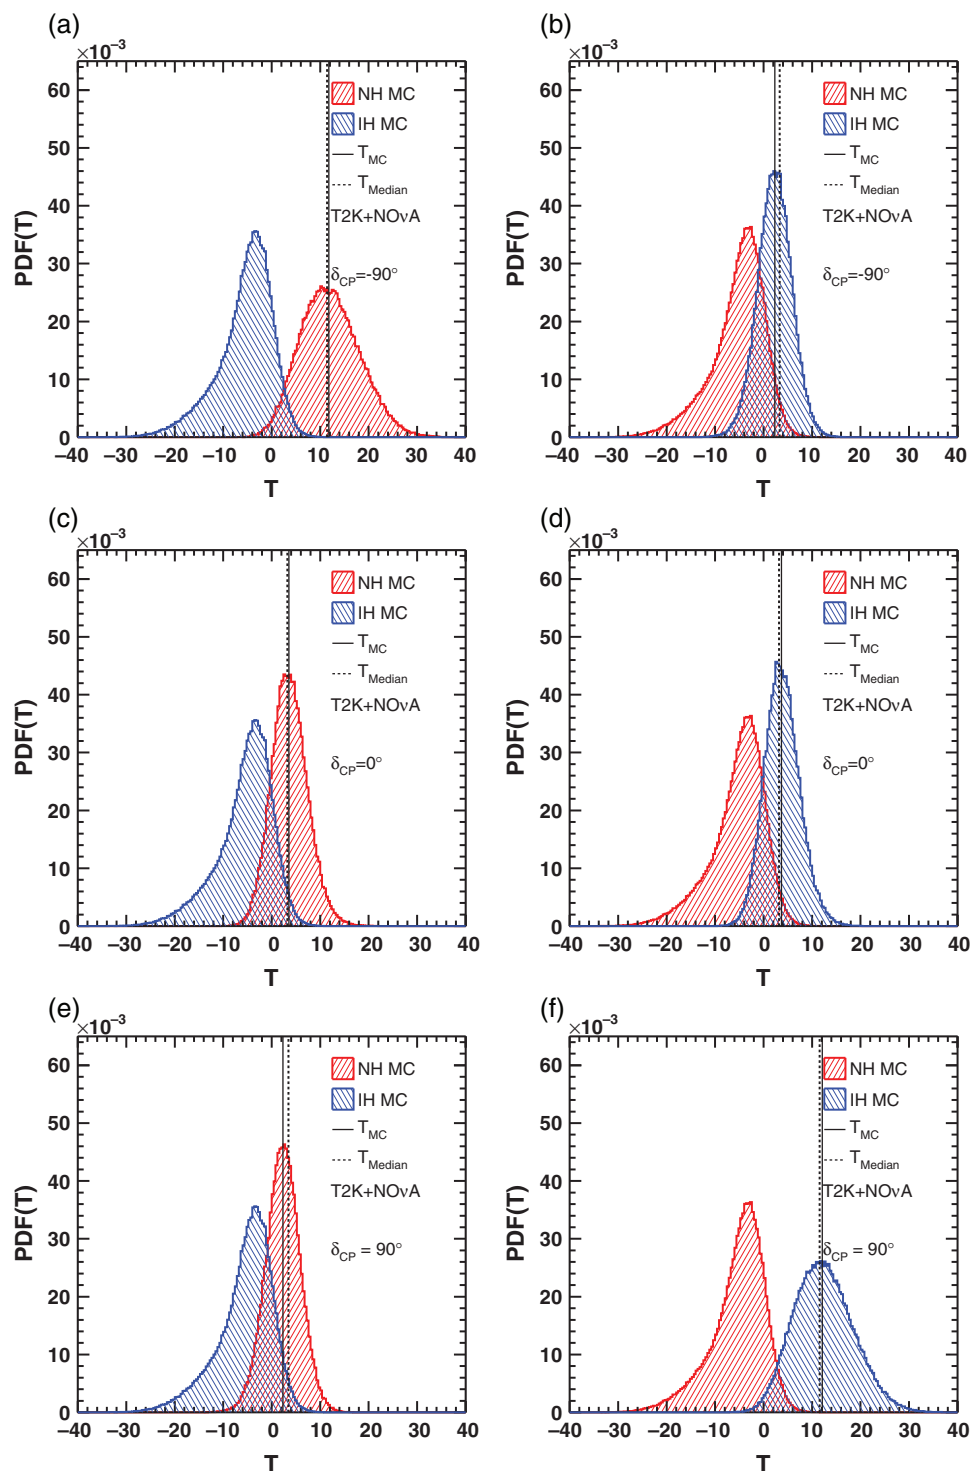 (a)
×10⁻³
PDF(T)
60
50
40
30
20
10
0
NH MC
IH MC
T_MC
T_Median
T2K+NOνA
δ_CP=-90°
−40 −30 −20 −10 0 10 20 30 40
T
(b)
×10⁻³
PDF(T)
60
50
40
30
20
10
0
NH MC
IH MC
T_MC
T_Median
T2K+NOνA
δ_CP=-90°
−40 −30 −20 −10 0 10 20 30 40
T
(c)
×10⁻³
PDF(T)
60
50
40
30
20
10
0
NH MC
IH MC
T_MC
T_Median
T2K+NOνA
δ_CP=0°
−40 −30 −20 −10 0 10 20 30 40
T
(d)
×10⁻³
PDF(T)
60
50
40
30
20
10
0
NH MC
IH MC
T_MC
T_Median
T2K+NOνA
δ_CP=0°
−40 −30 −20 −10 0 10 20 30 40
T
(e)
×10⁻³
PDF(T)
60
50
40
30
20
10
0
NH MC
IH MC
T_MC
T_Median
T2K+NOνA
δ_CP = 90°
−40 −30 −20 −10 0 10 20 30 40
T
(f)
×10⁻³
PDF(T)
60
50
40
30
20
10
0
NH MC
IH MC
T_MC
T_Median
T2K+NOνA
δ_CP = 90°
−40 −30 −20 −10 0 10 20 30 40
T